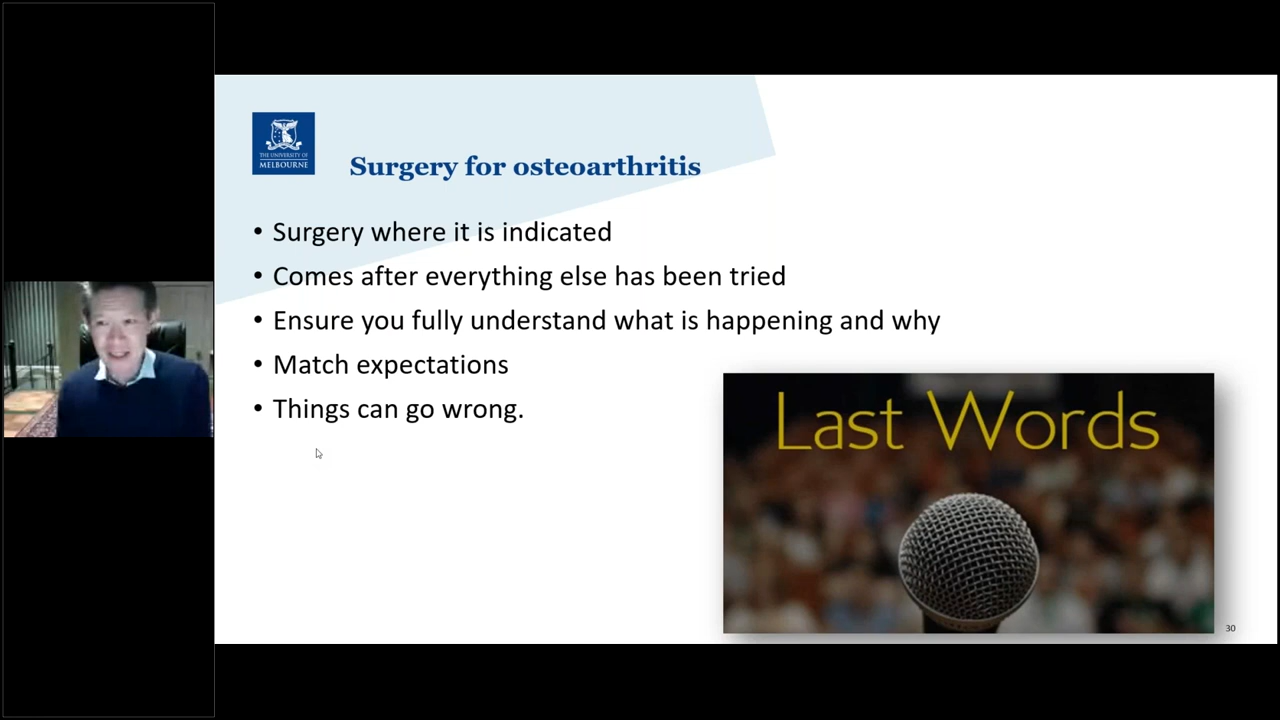 THE UNIVERSITY OF
MELBOURNE
Surgery for osteoarthritis
• Surgery where it is indicated
• Comes after everything else has been tried
• Ensure you fully understand what is happening and why
• Match expectations
• Things can go wrong.
Last Words
30